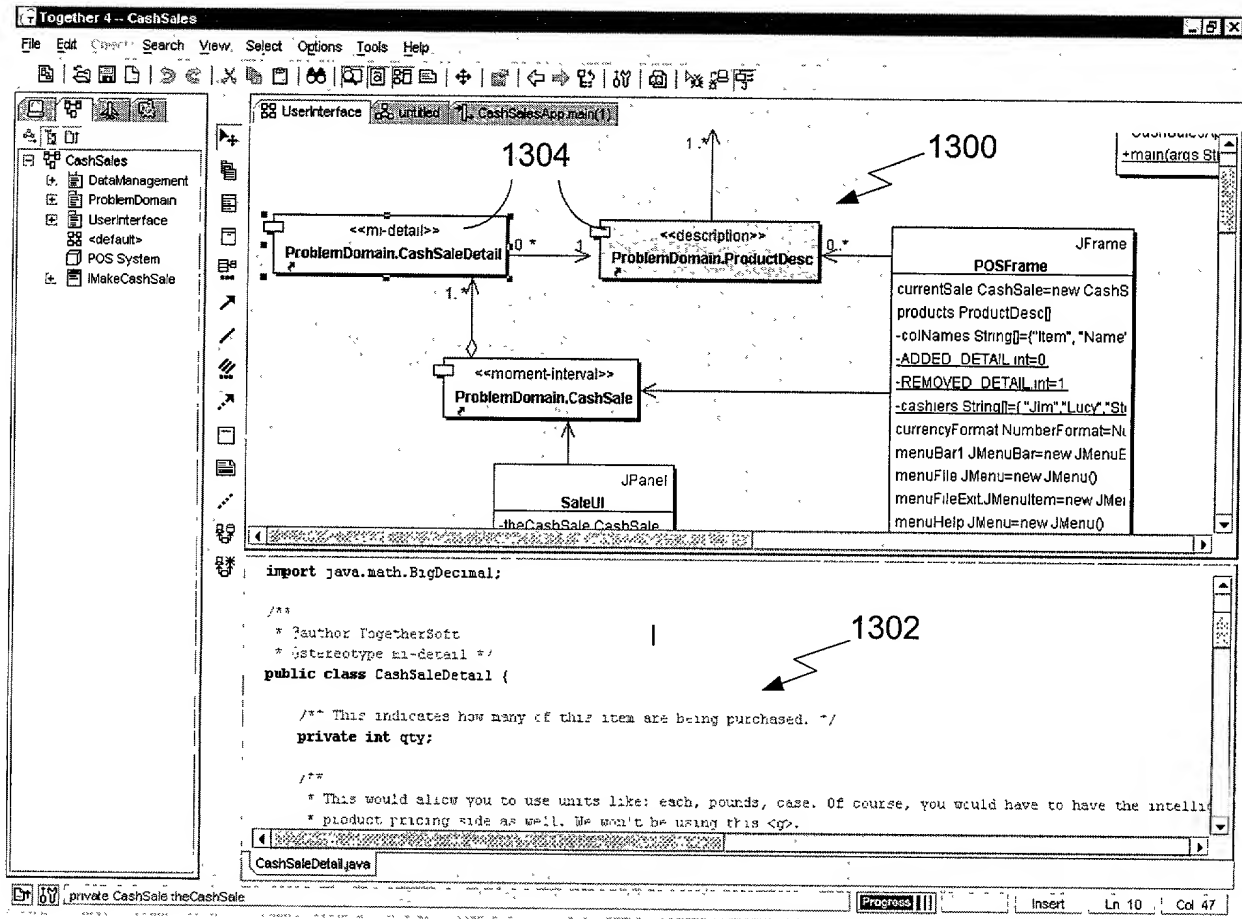 Together 4 -- CashSales
File Edit Object Search View Select Options Tools Help
UserInterface untitled CashSalesApp.main(1)
CashSales
DataManagement
ProblemDomain
UserInterface
<default>
POS System
IMakeCashSale
1304
1300
1..*
+main(args St
<<mi-detail>>
ProblemDomain.CashSaleDetail
0 *
1
<<description>>
ProblemDomain.ProductDesc
0..*
JFrame
POSFrame
currentSale CashSale=new CashS
products ProductDesc[]
-colNames String[]={"Item", "Name"
-ADDED_DETAIL int=0
-REMOVED_DETAIL int=1
-cashiers String[]={ "Jim","Lucy","St
currencyFormat NumberFormat=Nu
menuBar1 JMenuBar=new JMenuB
menuFile JMenu=new JMenu()
menuFileExit JMenuItem=new JMe
menuHelp JMenu=new JMenu()
1..*
<<moment-interval>>
ProblemDomain.CashSale
JPanel
SaleUI
-theCashSale CashSale
import java.math.BigDecimal;
/**
* @author TogetherSoft
* @stereotype mi-detail */
public class CashSaleDetail {
1302
/** This indicates how many of this item are being purchased. */
private int qty;
/**
* This would allow you to use units like: each, pounds, case. Of course, you would have to have the intelli
* product pricing side as well. We won't be using this <g>.
CashSaleDetail.java
private CashSale theCashSale
Progress
Insert
Ln 10
Col 47